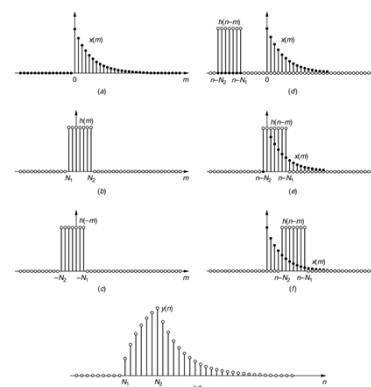 x(m)
0
m
(a)
h(m)
N₁
N₂
m
(b)
h(−m)
−N₂
−N₁
m
(c)
h(n−m)
x(m)
n−N₂
n−N₁
0
(d)
h(n−m)
x(m)
n−N₂
n−N₁
(e)
h(n−m)
x(m)
n−N₂
n−N₁
(f)
y(n)
N₁
N₂
n